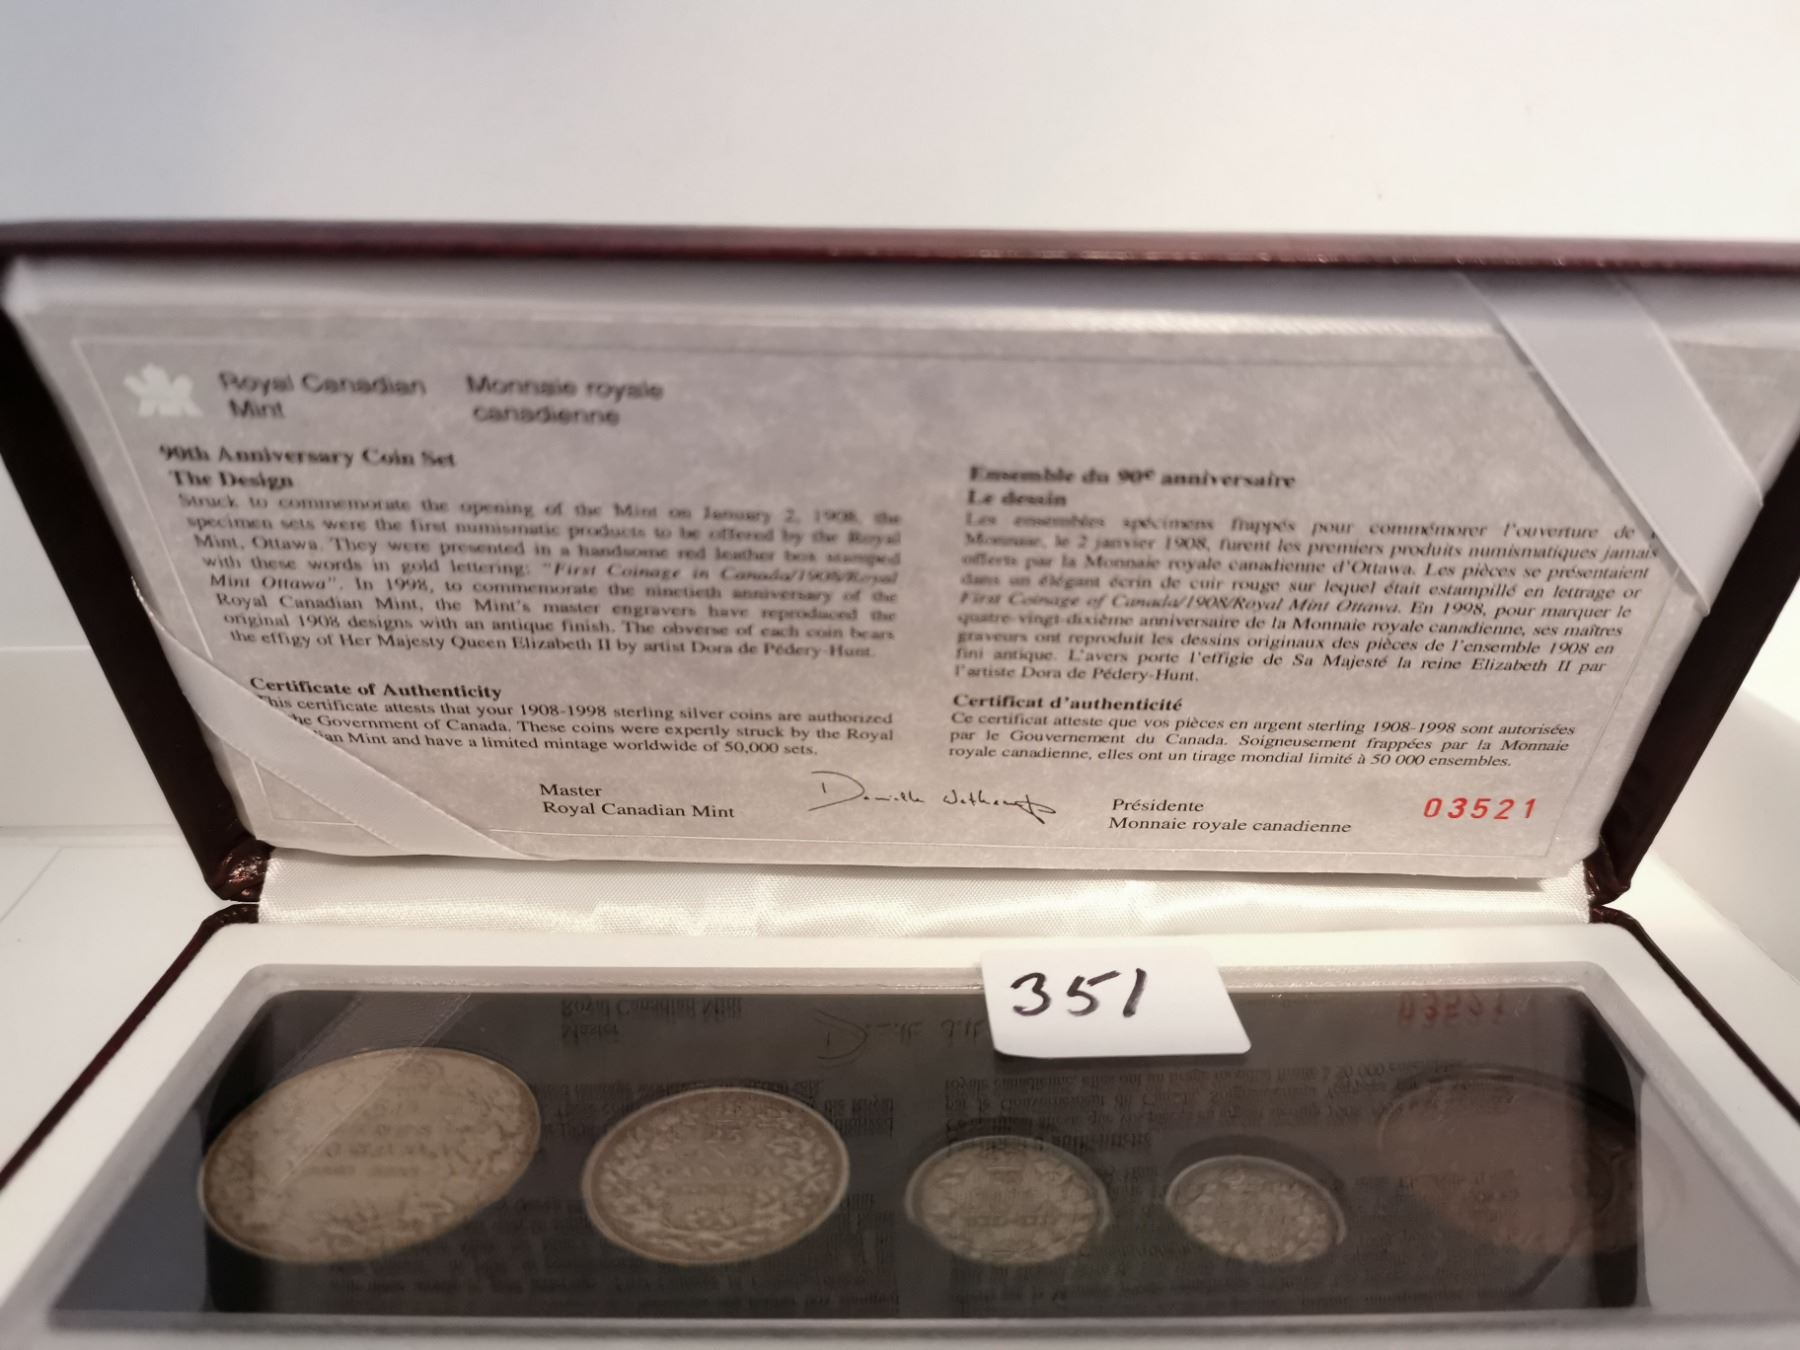 Royal Canadian
Mint
Monnaie royale
canadienne
90th Anniversary Coin Set
The Design
Struck to commemorate the opening of the Mint on January 2, 1908, the
specimen sets were the first numismatic products to be offered by the Royal
Mint, Ottawa. They were presented in a handsome red leather box stamped
with these words in gold lettering: "First Coinage in Canada/1908/Royal
Mint Ottawa". In 1998, to commemorate the ninetieth anniversary of the
Royal Canadian Mint, the Mint's master engravers have reproduced the
original 1908 designs with an antique finish. The obverse of each coin bears
the effigy of Her Majesty Queen Elizabeth II by artist Dora de Pédery-Hunt.
Certificate of Authenticity
This certificate attests that your 1908-1998 sterling silver coins are authorized
he Government of Canada. These coins were expertly struck by the Royal
ian Mint and have a limited mintage worldwide of 50,000 sets.
Ensemble du 90e anniversaire
Le dessin
Les ensembles spécimens frappés pour commémorer l'ouverture de
Monnaie, le 2 janvier 1908, furent les premiers produits numismatiques jamais
offerts par la Monnaie royale canadienne d'Ottawa. Les pièces se présentaient
dans un élégant écrin de cuir rouge sur lequel était estampillé en lettrage or
First Coinage of Canada/1908/Royal Mint Ottawa. En 1998, pour marquer le
quatre-vingt-dixième anniversaire de la Monnaie royale canadienne, ses maîtres
graveurs ont reproduit les dessins originaux des pièces de l'ensemble 1908 en
fini antique. L'avers porte l'effigie de Sa Majesté la reine Elizabeth II par
l'artiste Dora de Pédery-Hunt.
Certificat d'authenticité
Ce certificat atteste que vos pièces en argent sterling 1908-1998 sont autorisées
par le Gouvernement du Canada. Soigneusement frappées par la Monnaie
royale canadienne, elles ont un tirage mondial limité à 50 000 ensembles.
Master
Royal Canadian Mint
Présidente
Monnaie royale canadienne
03521
351